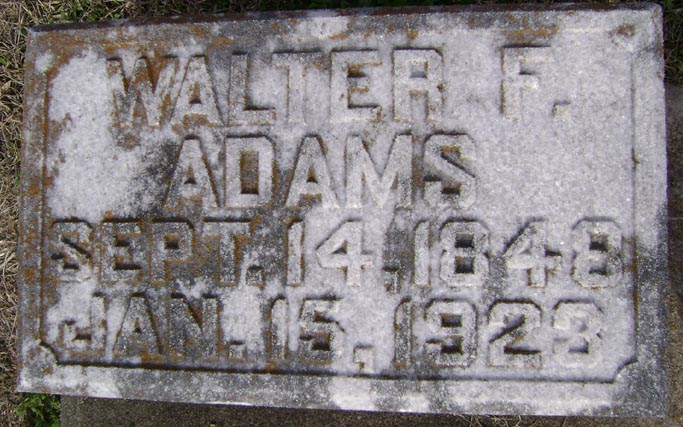 WALTER F.
ADAMS
SEPT. 14, 1848
JAN. 15, 1923